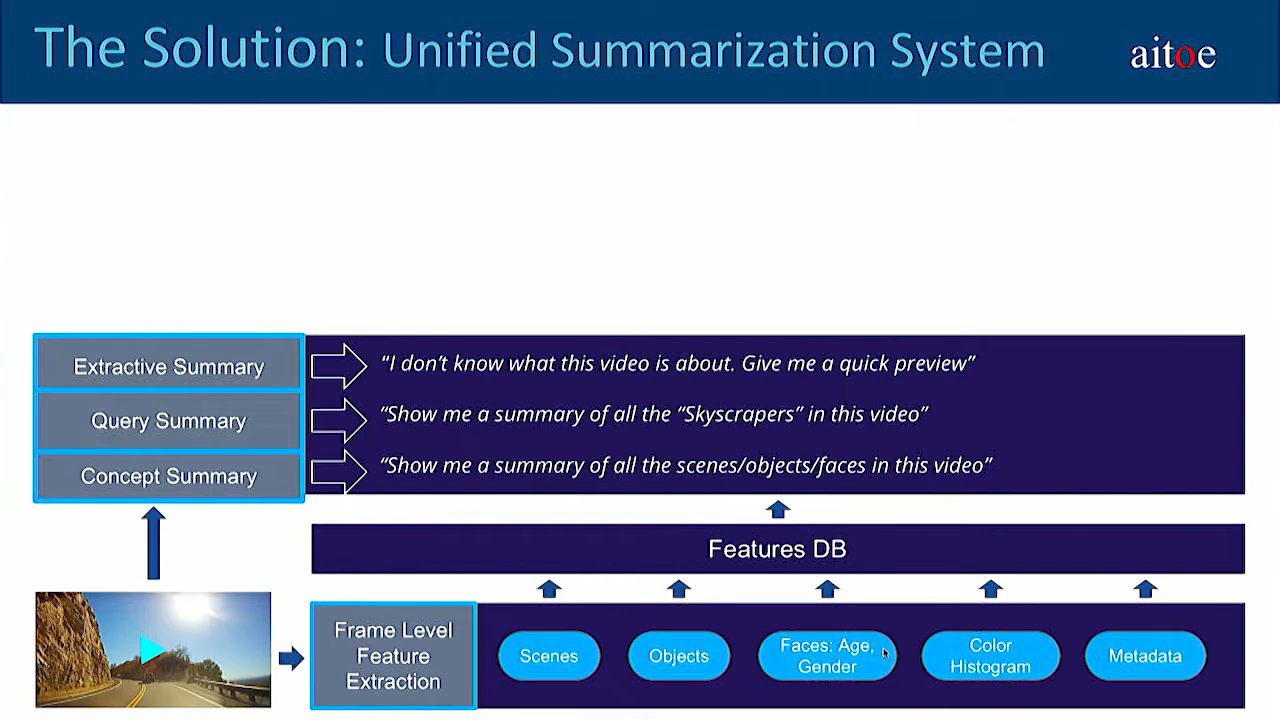 The Solution: Unified Summarization System
aitoe
Extractive Summary
“I don’t know what this video is about. Give me a quick preview”
Query Summary
“Show me a summary of all the “Skyscrapers” in this video”
Concept Summary
“Show me a summary of all the scenes/objects/faces in this video”
Features DB
Frame Level
Feature
Extraction
Scenes
Objects
Faces: Age,
Gender
Color
Histogram
Metadata